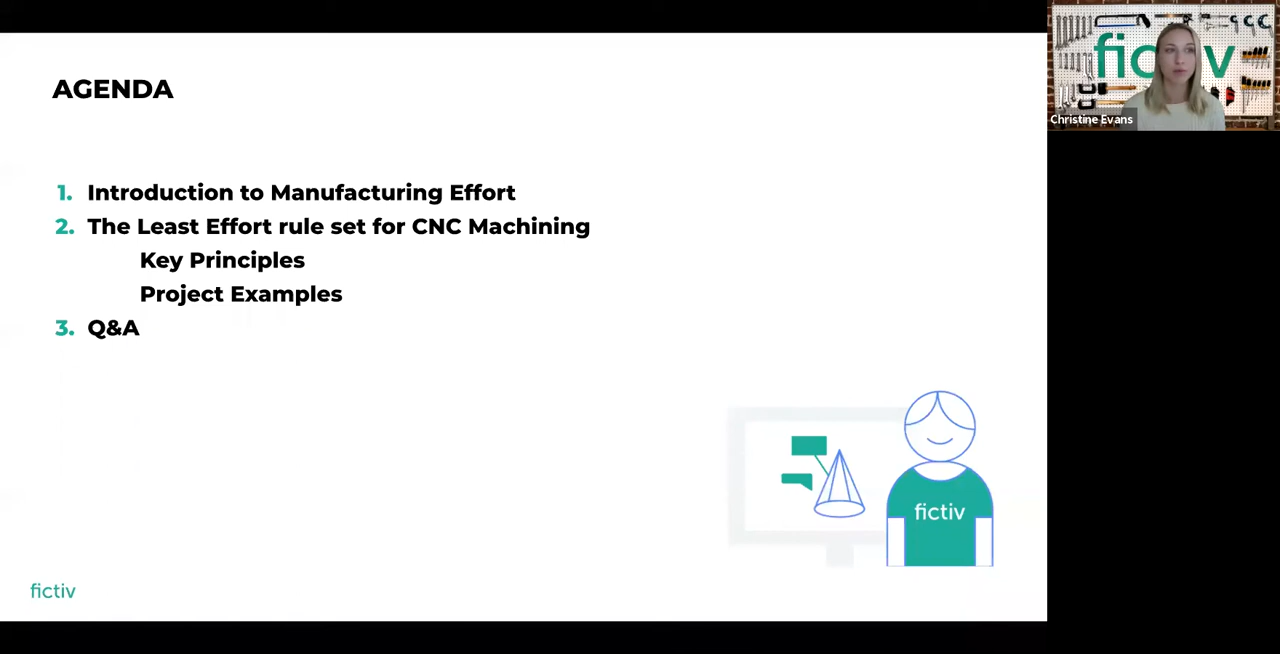 AGENDA
1. Introduction to Manufacturing Effort
2. The Least Effort rule set for CNC Machining
Key Principles
Project Examples
3. Q&A
fictiv
fictiv
Christine Evans